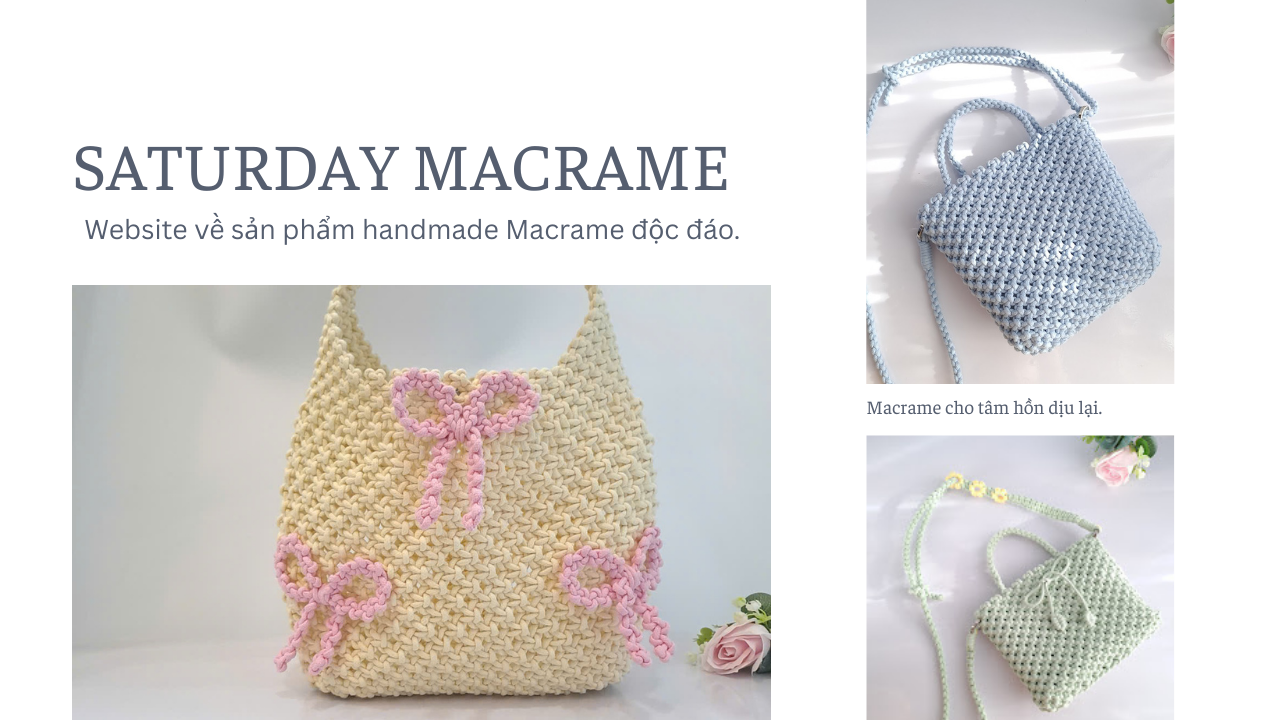 SATURDAY MACRAME
Website về sản phẩm handmade Macrame độc đáo.
Macrame cho tâm hồn dịu lại.